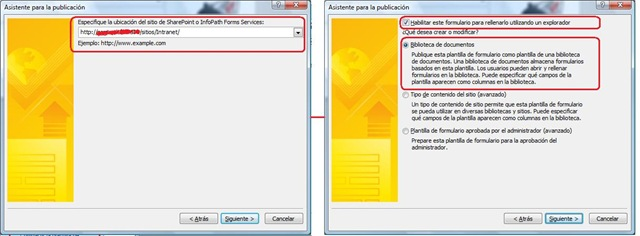 Asistente para la publicación
Especifique la ubicación del sitio de SharePoint o InfoPath Forms Services:
http:// /sitios/Intranet/
Ejemplo: http://www.example.com
< Atrás
Siguiente >
Cancelar
Asistente para la publicación
Habilitar este formulario para rellenarlo utilizando un explorador
¿Qué desea crear o modificar?
Biblioteca de documentos
Publique esta plantilla de formulario como plantilla de una biblioteca
de documentos. Una biblioteca de documentos almacena formularios
basados en esta plantilla. Los usuarios pueden abrir y rellenar
formularios en la biblioteca. Puede especificar qué campos de la
plantilla aparecen como columnas en la biblioteca.
Tipo de contenido del sitio (avanzado)
Un tipo de contenido de sitio permite que esta plantilla de formulario
se pueda utilizar en diversas bibliotecas y sitios. Puede especificar
qué campos de la plantilla aparecen como columnas en la biblioteca.
Plantilla de formulario aprobada por el administrador (avanzado)
Prepare esta plantilla de formulario para la aprobación del
administrador.
< Atrás
Siguiente >
Cancelar